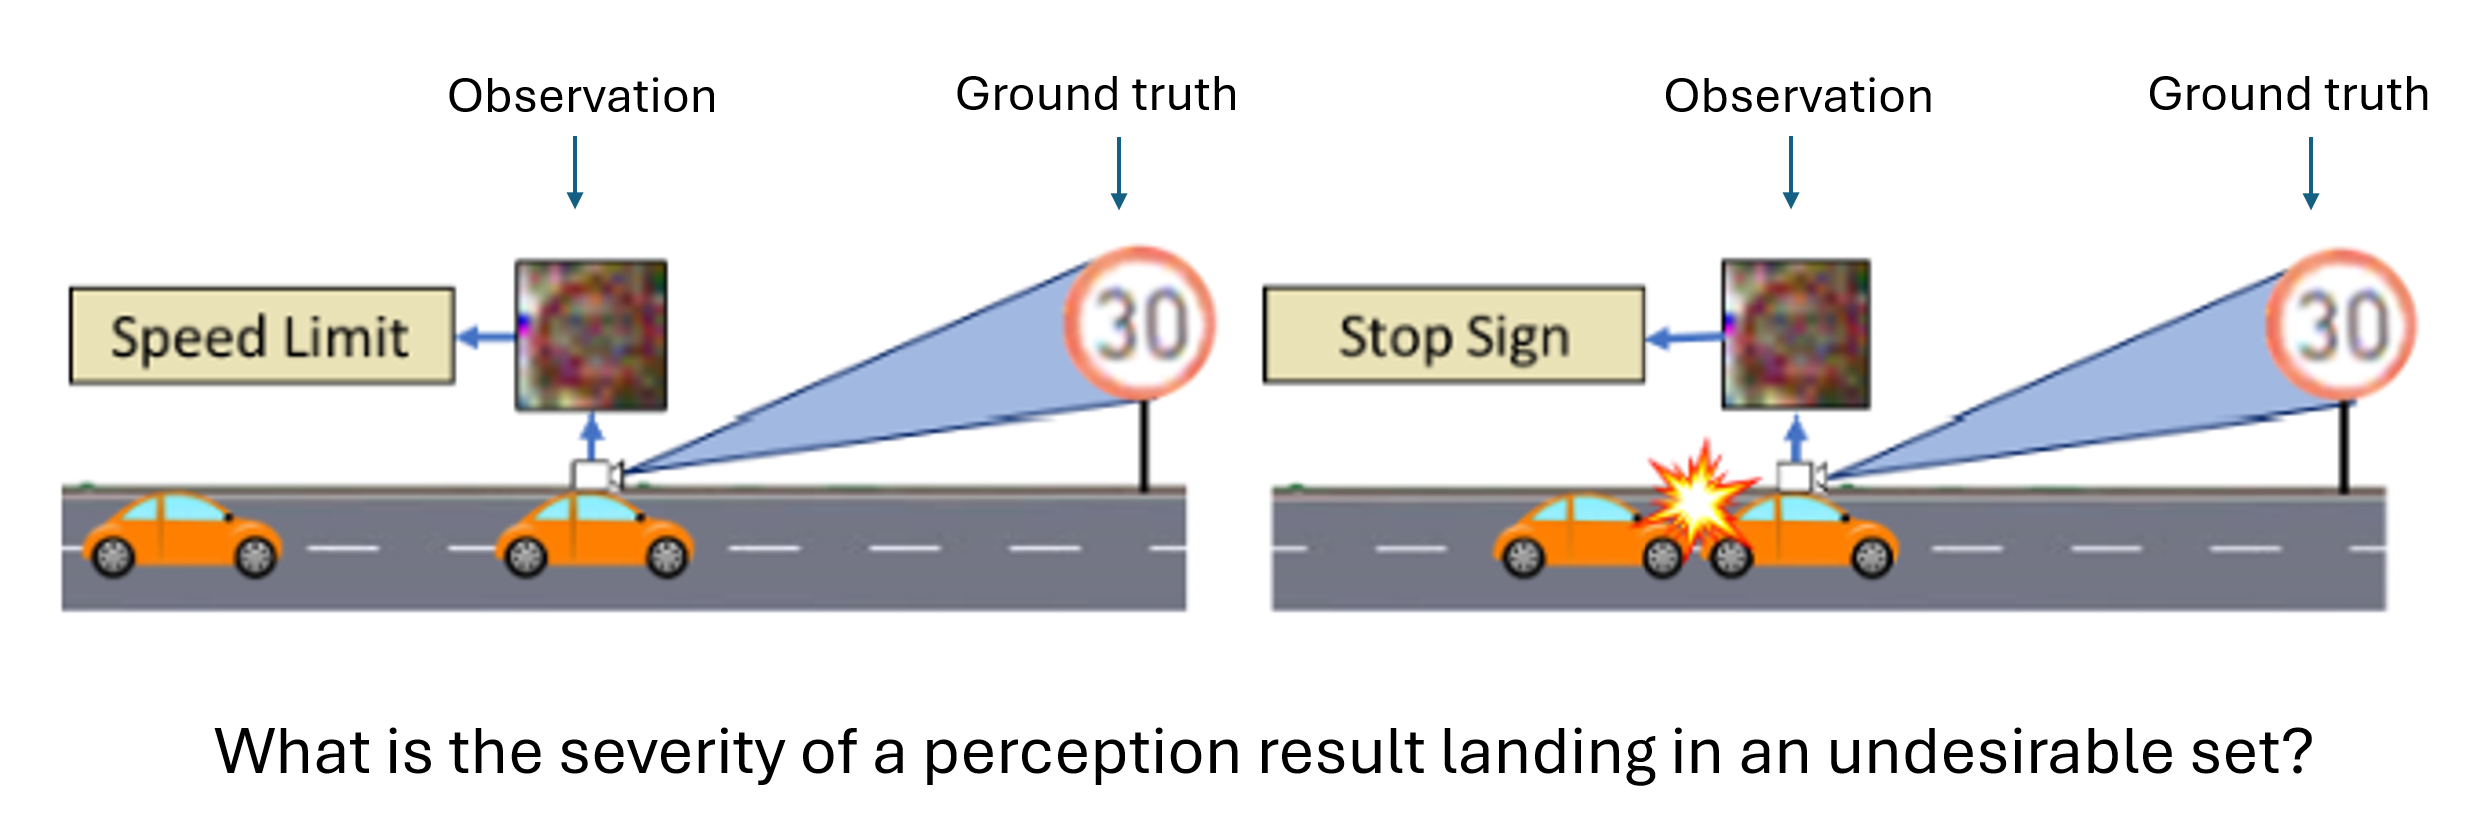 Observation
Ground truth
Observation
Ground truth
Speed Limit
30
Stop Sign
30
What is the severity of a perception result landing in an undesirable set?